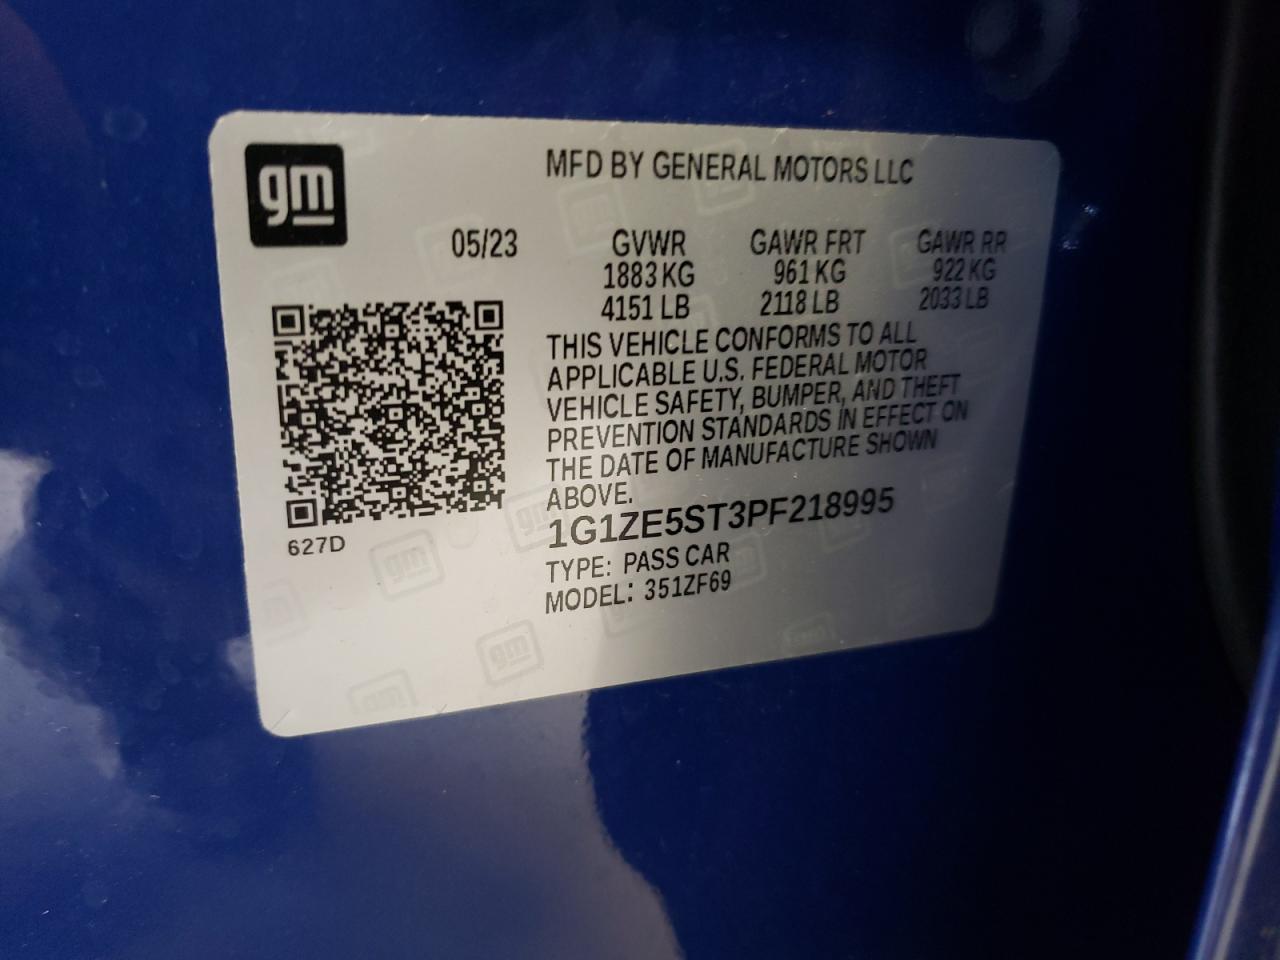 gm
MFD BY GENERAL MOTORS LLC
05/23 GVWR GAWR FRT GAWR RR
1883 KG 961 KG 922 KG
4151 LB 2118 LB 2033 LB
THIS VEHICLE CONFORMS TO ALL
APPLICABLE U.S. FEDERAL MOTOR
VEHICLE SAFETY, BUMPER, AND THEFT
PREVENTION STANDARDS IN EFFECT ON
THE DATE OF MANUFACTURE SHOWN
ABOVE.
1G1ZE5ST3PF218995
627D
TYPE: PASS CAR
MODEL: 351ZF69